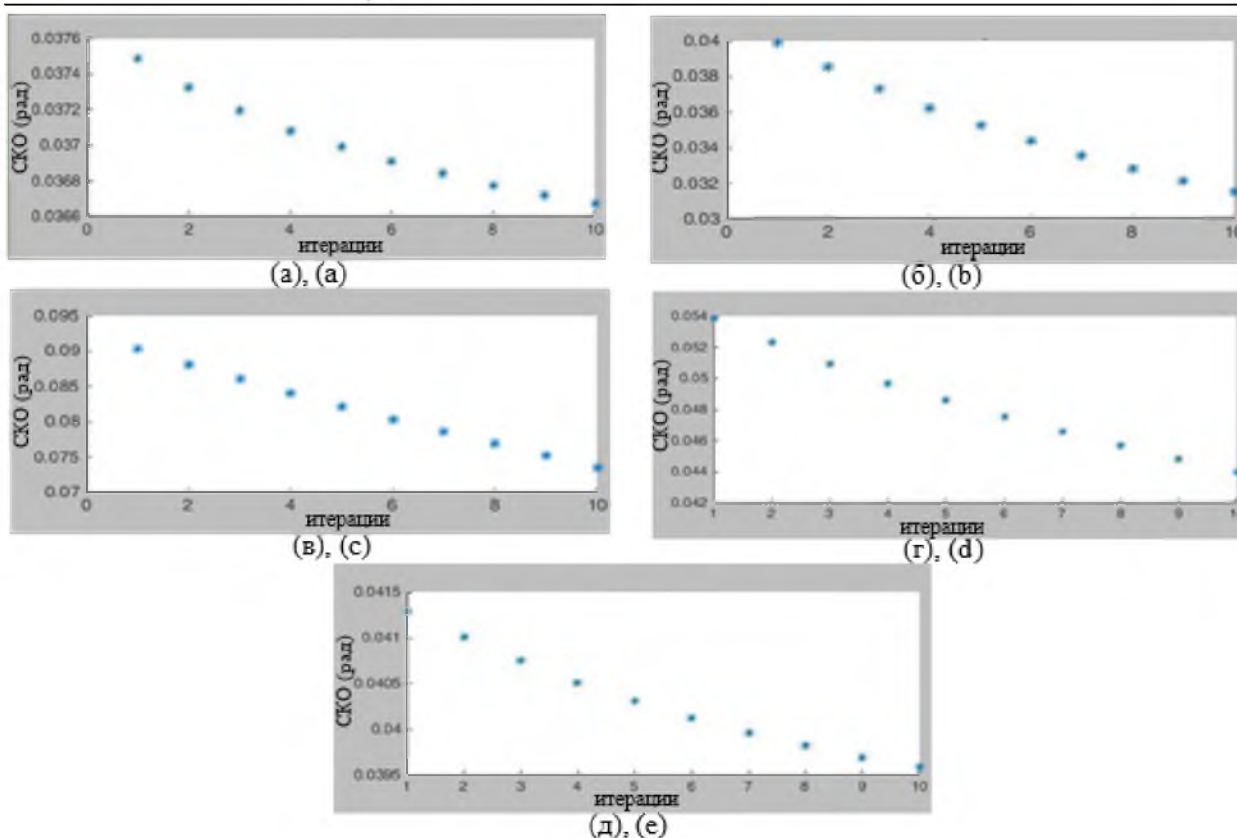 0.0376
0.0374
0.0372
0.037
0.0368
0.0366
СКО (рад)
0 2 4 6 8 10
итерации
(а), (a)
0.04
0.038
0.036
0.034
0.032
0.03
СКО (рад)
0 2 4 6 8 10
итерации
(б), (b)
0.095
0.09
0.085
0.08
0.075
0.07
СКО (рад)
0 2 4 6 8 10
итерации
(в), (c)
0.054
0.052
0.05
0.048
0.046
0.044
0.042
СКО (рад)
1 2 3 4 5 6 7 8 9 10
итерации
(г), (d)
0.0415
0.041
0.0405
0.04
0.0395
СКО (рад)
1 2 3 4 5 6 7 8 9 10
итерации
(д), (e)